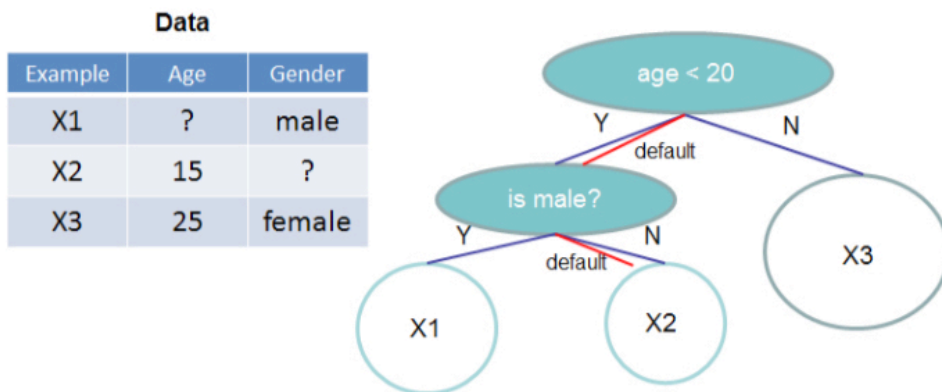 Data
Example Age Gender
X1 ? male
X2 15 ?
X3 25 female
age < 20
Y N
default
is male?
Y N
default
X1 X2 X3